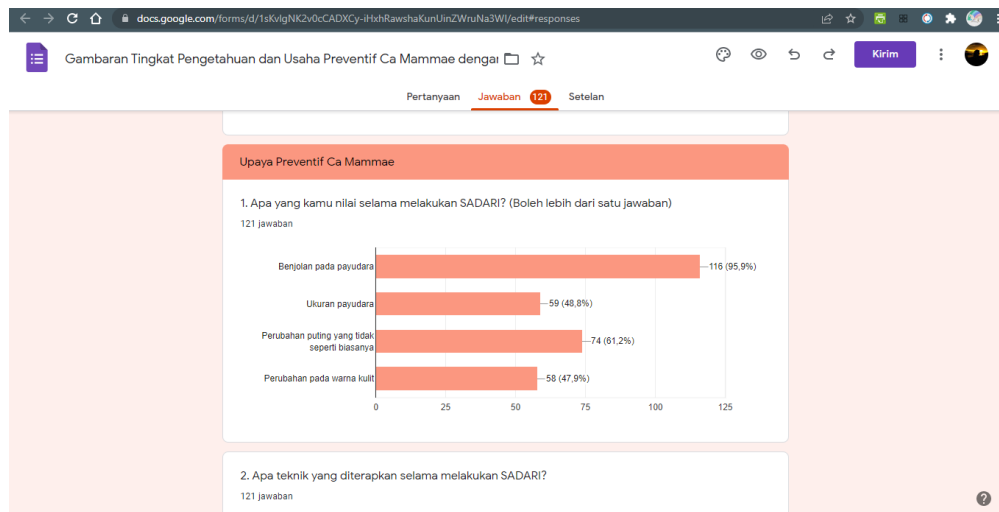 docs.google.com/forms/d/1sKvlgNK2v0cCADXCy-iHxhRawshaKunUinZWruNa3WI/edit#responses
Gambaran Tingkat Pengetahuan dan Usaha Preventif Ca Mammae dengar
Kirim
Pertanyaan Jawaban 121 Setelan
Upaya Preventif Ca Mammae
1. Apa yang kamu nilai selama melakukan SADARI? (Boleh lebih dari satu jawaban)
121 jawaban
Benjolan pada payudara 116 (95,9%)
Ukuran payudara 59 (48,8%)
Perubahan puting yang tidak
seperti biasanya 74 (61,2%)
Perubahan pada warna kulit 58 (47,9%)
0 25 50 75 100 125
2. Apa teknik yang diterapkan selama melakukan SADARI?
121 jawaban